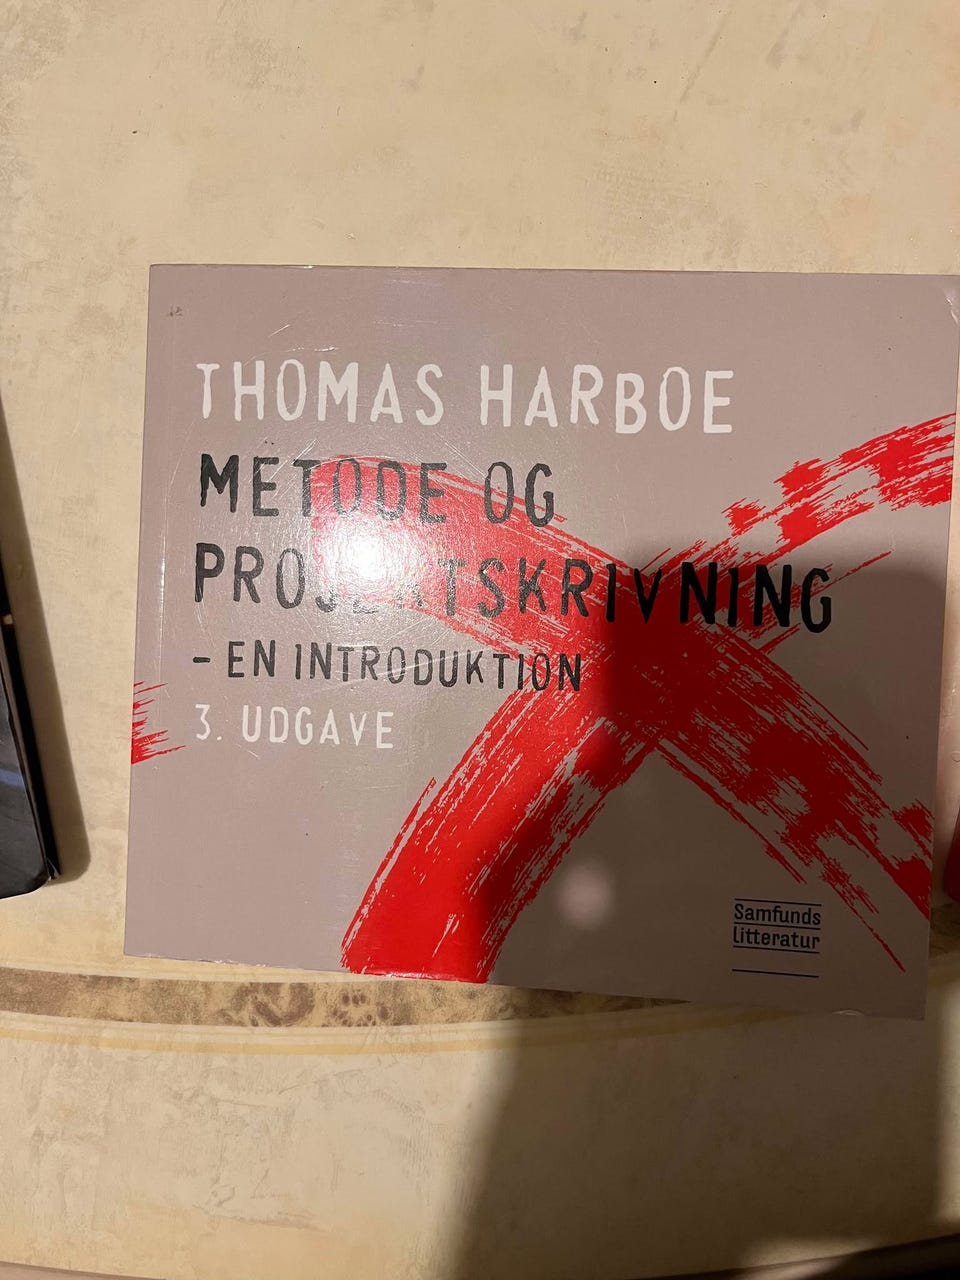 THOMAS HARBOE
METODE OG
PROJEKTSKRIVNING
- EN INTRODUKTION
3. UDGAVE
Samfunds
litteratur